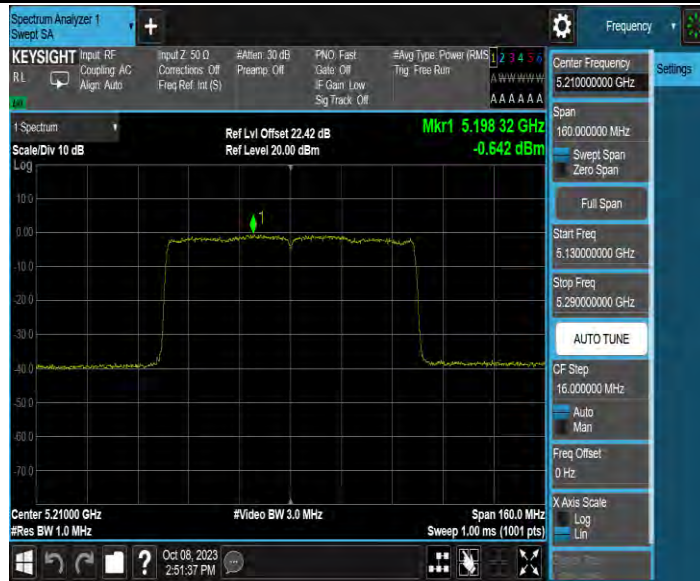 Spectrum Analyzer 1
Swept SA
Frequency
KEYSIGHT
RL
Input: RF
Coupling: AC
Align: Auto
Input Z: 50 Ω
Corrections: Off
Freq Ref: Int (S)
#Atten: 30 dB
Preamp: Off
PNO: Fast
Gate: Off
IF Gain: Low
Sig Track: Off
#Avg Type: Power (RMS
Trig: Free Run
1 2 3 4 5 6
A W W W W W
A A A A A A
Center Frequency
5.210000000 GHz
Settings
Span
160.000000 MHz
Swept Span
Zero Span
Full Span
Start Freq
5.130000000 GHz
Stop Freq
5.290000000 GHz
AUTO TUNE
CF Step
16.000000 MHz
Auto
Man
Freq Offset
0 Hz
X Axis Scale
Log
Lin
1 Spectrum
Scale/Div 10 dB
Log
Ref Lvl Offset 22.42 dB
Ref Level 20.00 dBm
Mkr1 5.198 32 GHz
-0.642 dBm
10.0
0.00
-10.0
-20.0
-30.0
-40.0
-50.0
-60.0
-70.0
1
Center 5.21000 GHz
#Res BW 1.0 MHz
#Video BW 3.0 MHz
Span 160.0 MHz
Sweep 1.00 ms (1001 pts)
?
Oct 08, 2023
2:51:37 PM